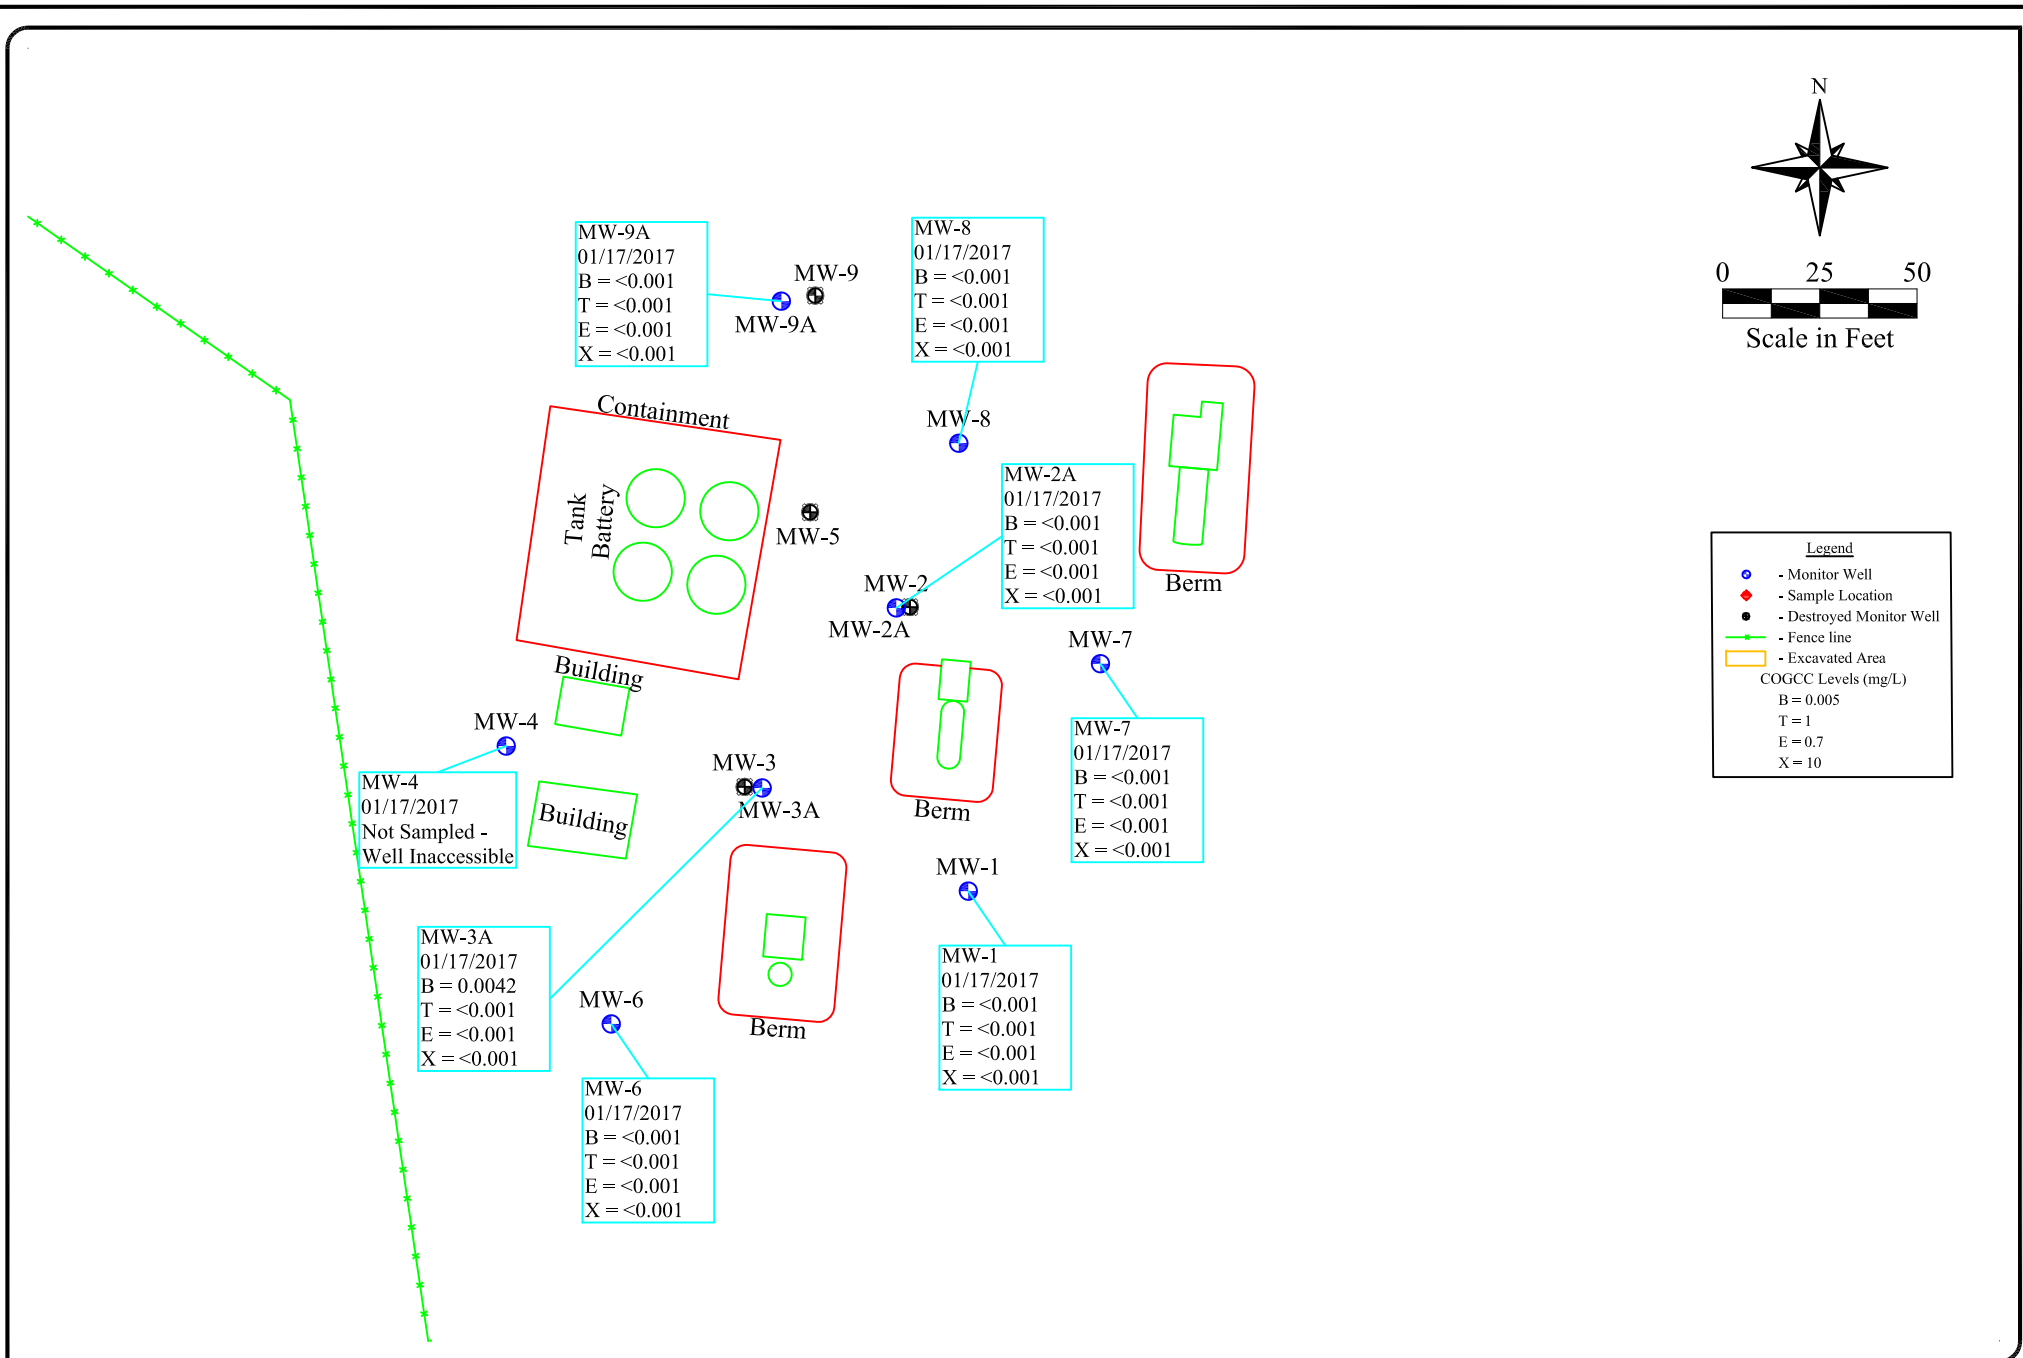 N
0 25 50
Scale in Feet
MW-9A
01/17/2017
B = <0.001
T = <0.001
E = <0.001
X = <0.001
MW-9
MW-9A
MW-8
01/17/2017
B = <0.001
T = <0.001
E = <0.001
X = <0.001
MW-8
Containment
Tank
Battery
MW-5
MW-2A
01/17/2017
B = <0.001
T = <0.001
E = <0.001
X = <0.001
MW-2
MW-2A
Berm
Legend
- Monitor Well
- Sample Location
- Destroyed Monitor Well
- Fence line
- Excavated Area
COGCC Levels (mg/L)
B = 0.005
T = 1
E = 0.7
X = 10
MW-7
MW-7
01/17/2017
B = <0.001
T = <0.001
E = <0.001
X = <0.001
Building
MW-4
MW-4
01/17/2017
Not Sampled -
Well Inaccessible
Building
MW-3
MW-3A
Berm
MW-1
MW-1
01/17/2017
B = <0.001
T = <0.001
E = <0.001
X = <0.001
MW-3A
01/17/2017
B = 0.0042
T = <0.001
E = <0.001
X = <0.001
MW-6
Berm
MW-6
01/17/2017
B = <0.001
T = <0.001
E = <0.001
X = <0.001